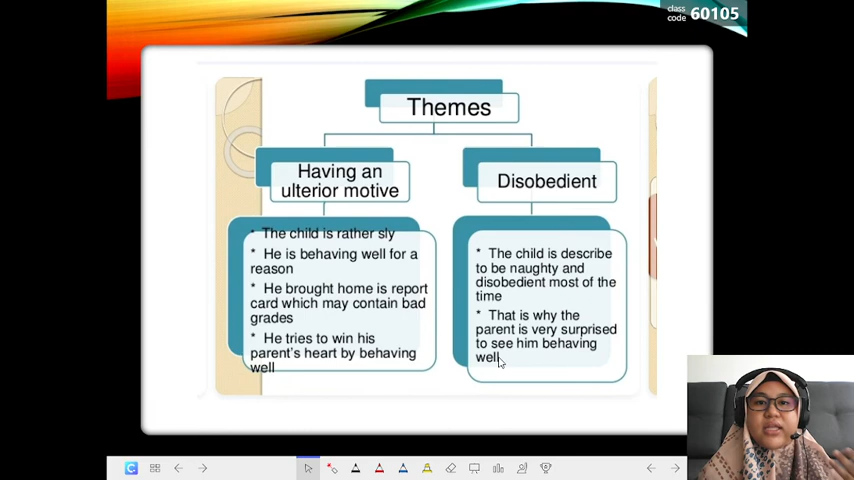 class
code 60105
Themes
Having an
ulterior motive
Disobedient
* The child is rather sly
* He is behaving well for a
reason
* He brought home is report
card which may contain bad
grades
* He tries to win his
parent's heart by behaving
well
* The child is describe
to be naughty and
disobedient most of the
time
* That is why the
parent is very surprised
to see him behaving
well